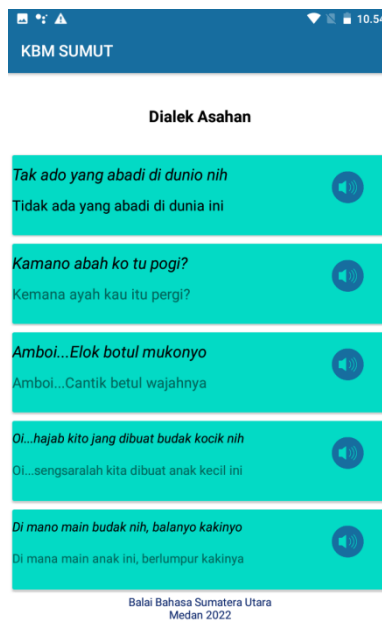 10.54
KBM SUMUT
Dialek Asahan
Tak ado yang abadi di dunio nih
Tidak ada yang abadi di dunia ini
Kamano abah ko tu pogi?
Kemana ayah kau itu pergi?
Amboi...Elok botul mukonyo
Amboi...Cantik betul wajahnya
Oi...hajab kito jang dibuat budak kocik nih
Oi...sengsaralah kita dibuat anak kecil ini
Di mano main budak nih, balanyo kakinyo
Di mana main anak ini, berlumpur kakinya
Balai Bahasa Sumatera Utara
Medan 2022